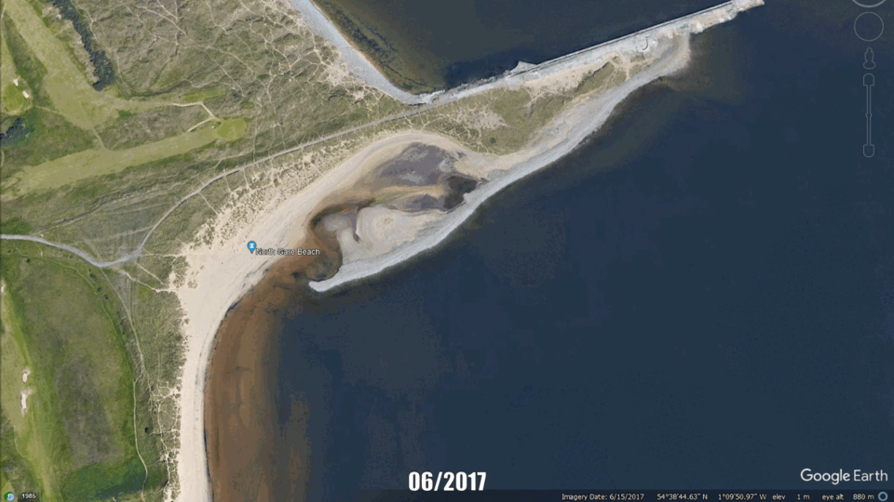 North Gare Beach
06/2017
Google Earth
1985
Imagery Date: 6/15/2017 54°38'44.63" N 1°09'50.97" W elev 1 m eye alt 880 m